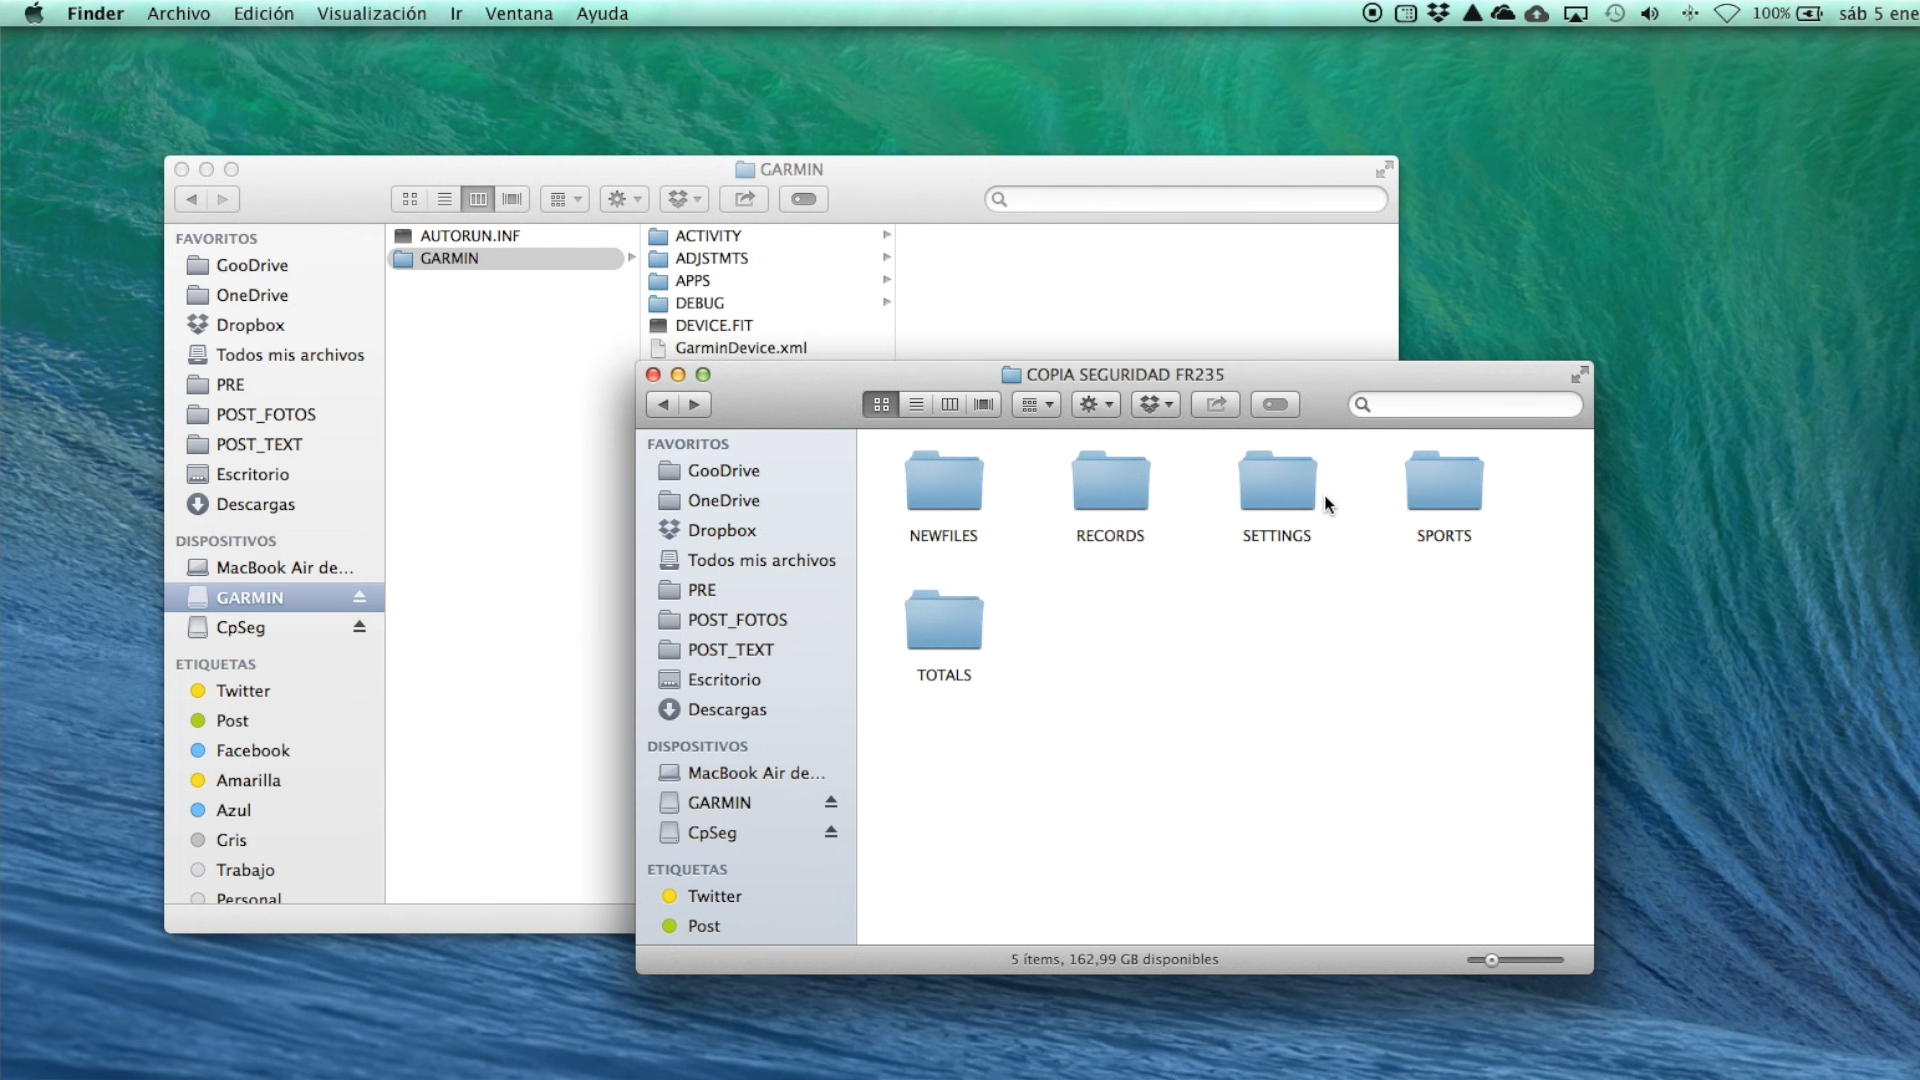 Finder Archivo Edición Visualización Ir Ventana Ayuda 100% sáb 5 ene
GARMIN
FAVORITOS
GooDrive
OneDrive
Dropbox
Todos mis archivos
PRE
POST_FOTOS
POST_TEXT
Escritorio
Descargas
DISPOSITIVOS
MacBook Air de...
GARMIN
CpSeg
ETIQUETAS
Twitter
Post
Facebook
Amarilla
Azul
Gris
Trabajo
Personal
AUTORUN.INF
GARMIN
ACTIVITY
ADJSTMTS
APPS
DEBUG
DEVICE.FIT
GarminDevice.xml
COPIA SEGURIDAD FR235
FAVORITOS
GooDrive
OneDrive
Dropbox
Todos mis archivos
PRE
POST_FOTOS
POST_TEXT
Escritorio
Descargas
DISPOSITIVOS
MacBook Air de...
GARMIN
CpSeg
ETIQUETAS
Twitter
Post
NEWFILES RECORDS SETTINGS SPORTS
TOTALS
5 ítems, 162,99 GB disponibles